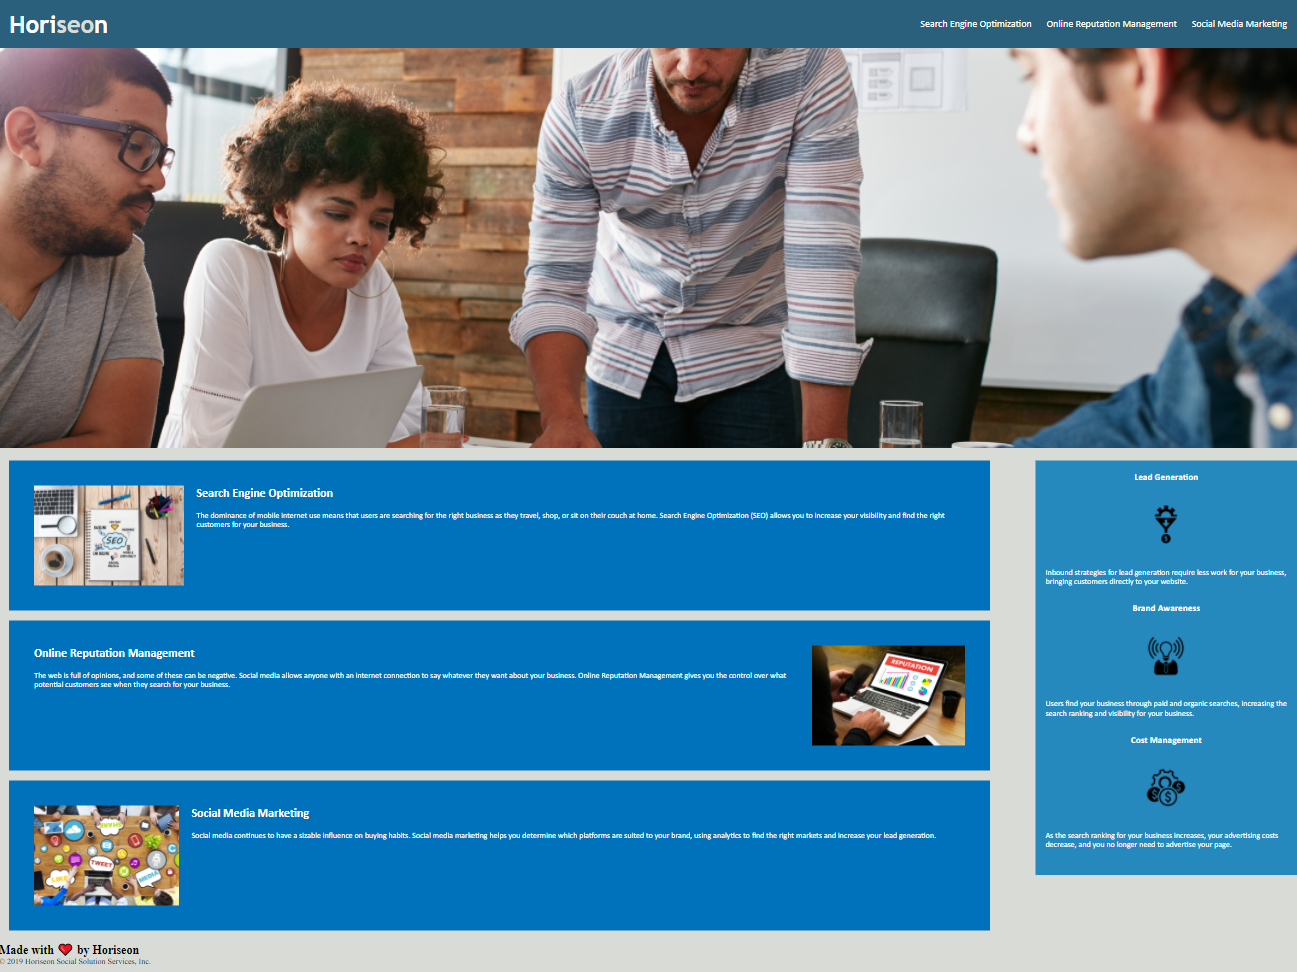 Horiseon
Search Engine Optimization
Online Reputation Management
Social Media Marketing
Search Engine Optimization
The dominance of mobile internet use means that users are searching for the right business as they travel, shop, or sit on their couch at home. Search Engine Optimization (SEO) allows you to increase your visibility and find the right
customers for your business.
SEO
Online Reputation Management
The web is full of opinions, and some of these can be negative. Social media allows anyone with an internet connection to say whatever they want about your business. Online Reputation Management gives you the control over what
potential customers see when they search for your business.
REPUTATION
Social Media Marketing
Social media continues to have a sizable influence on buying habits. Social media marketing helps you determine which platforms are suited to your brand, using analytics to find the right markets and increase your lead generation.
SHARE
TWEET
LIKE
MEDIA
Lead Generation
Inbound strategies for lead generation require less work for your business,
bringing customers directly to your website.
Brand Awareness
Users find your business through paid and organic searches, increasing the
search ranking and visibility for your business.
Cost Management
As the search ranking for your business increases, your advertising costs
decrease, and you no longer need to advertise your page.
Made with ❤️ by Horiseon
© 2019 Horiseon Social Solution Services, Inc.